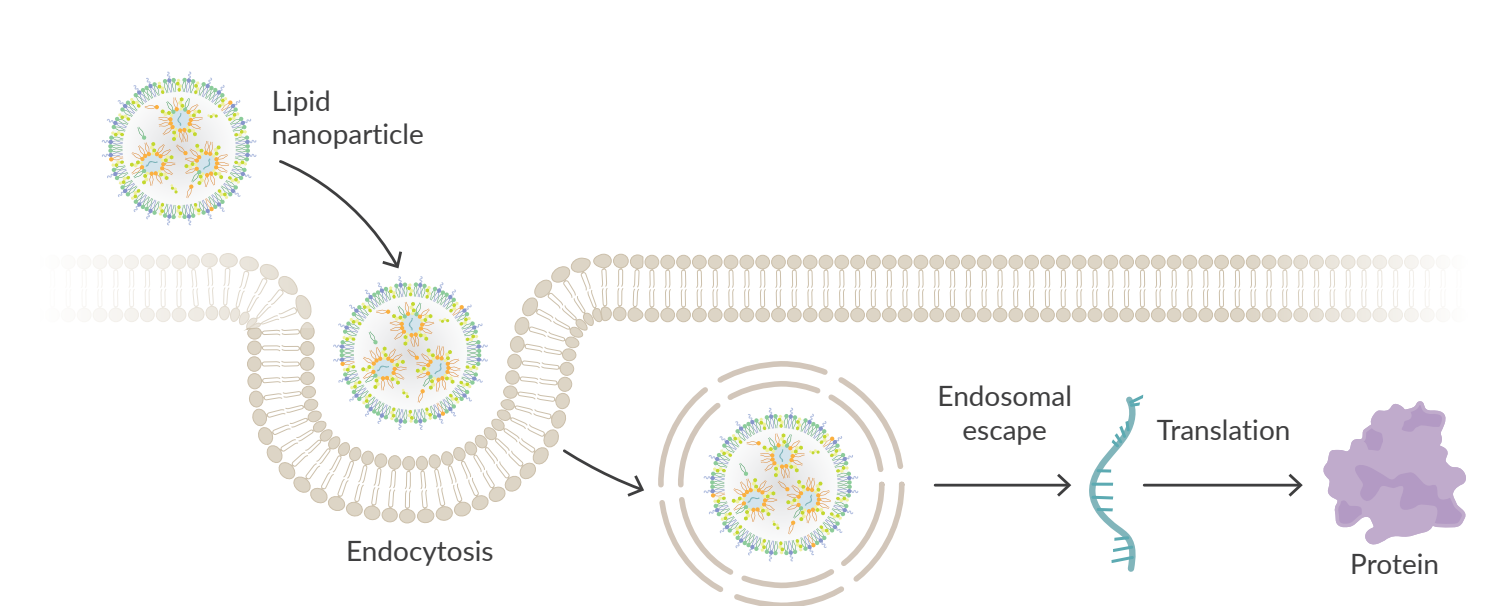 Lipid
nanoparticle
Endocytosis
Endosomal
escape
Translation
Protein